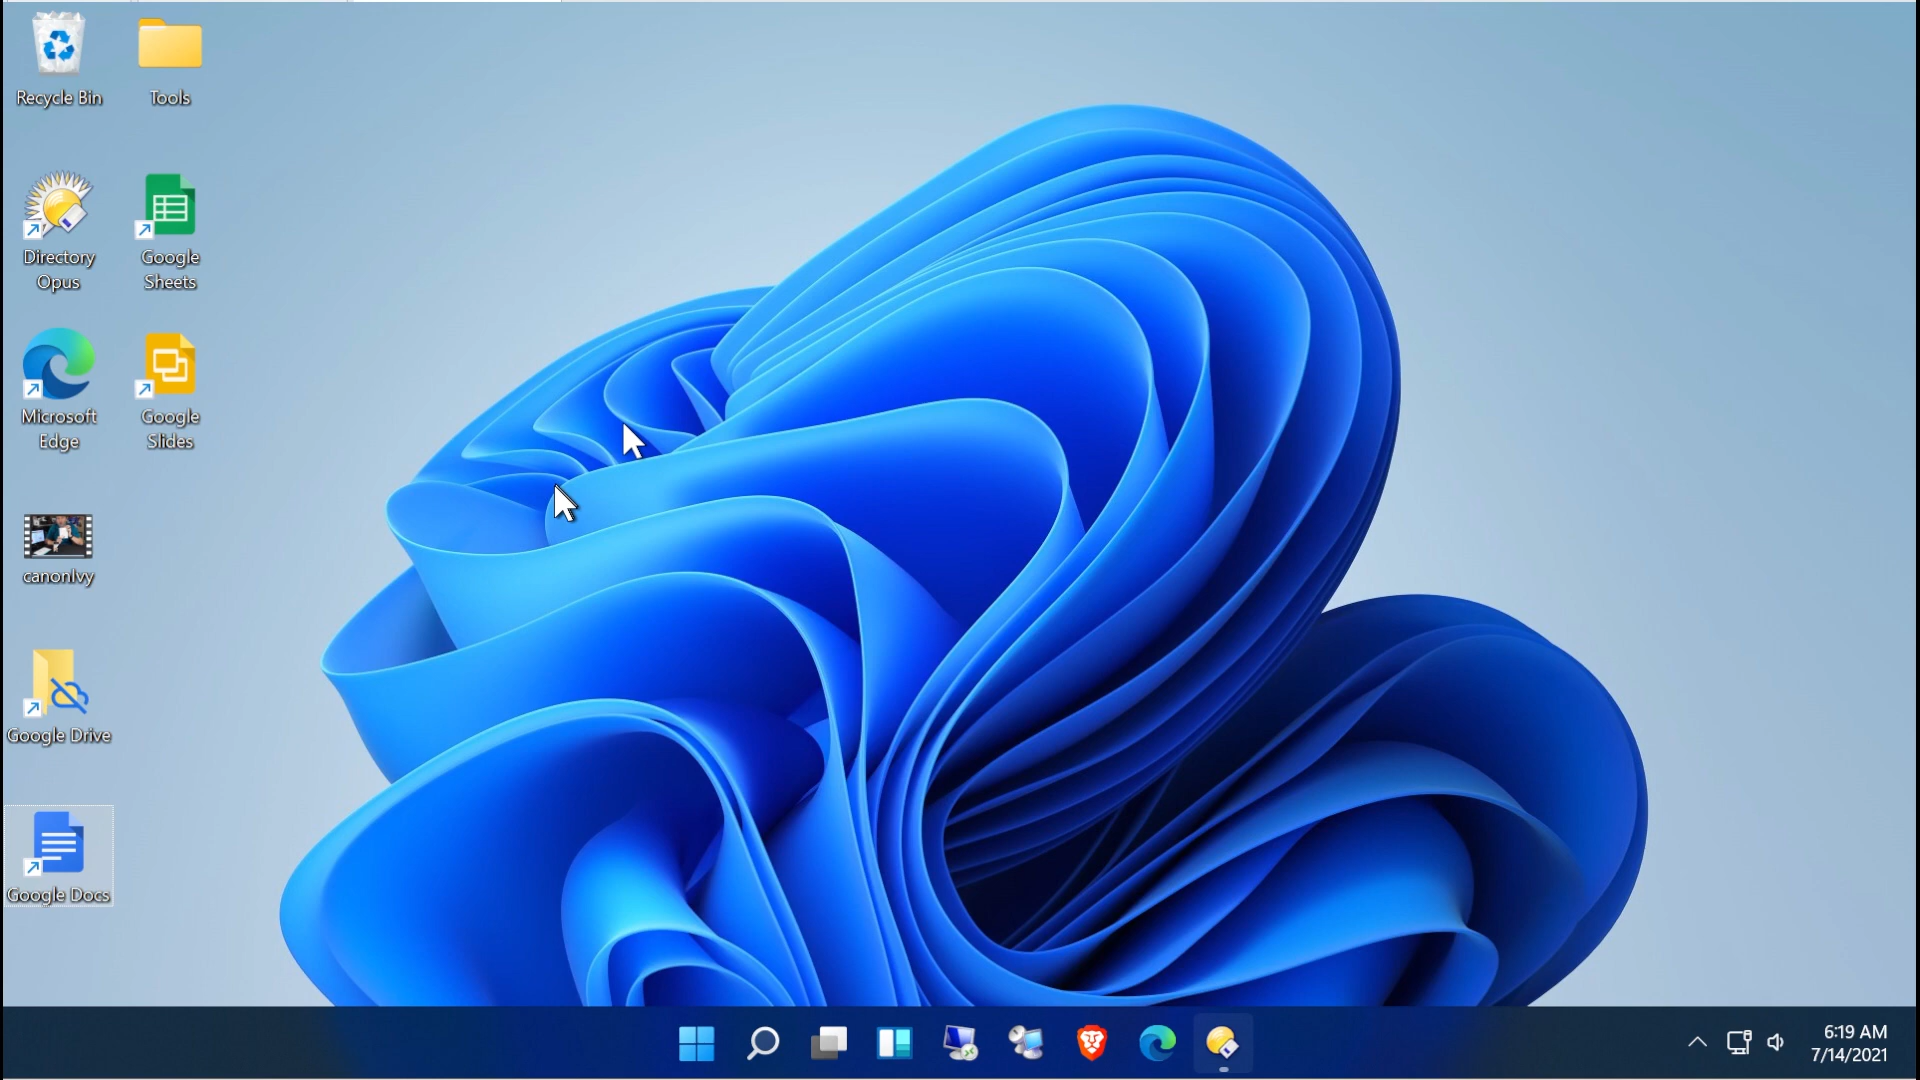 Recycle Bin
Tools
Directory
Opus
Google
Sheets
Microsoft
Edge
Google
Slides
canonIvy
Google Drive
Google Docs
6:19 AM
7/14/2021